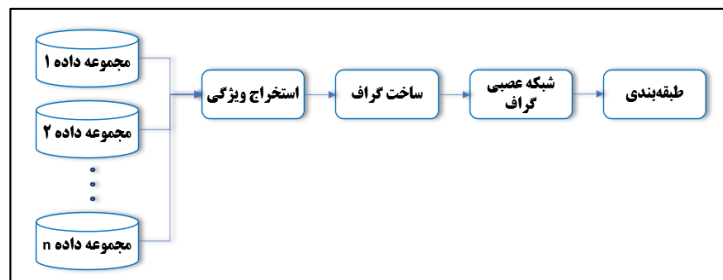 مجموعه داده ۱
مجموعه داده ۲
مجموعه داده n
استخراج ویژگی
ساخت گراف
شبکه عصبی
گراف
طبقه‌بندی